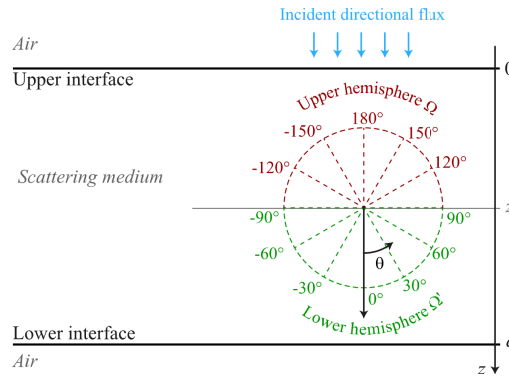 Incident directional flux
Air
0
Upper interface
Upper hemisphere Ω
180°
-150°
150°
-120°
120°
Scattering medium
-90°
90°
-60°
60°
θ
-30°
30°
0°
Lower hemisphere Ω'
Lower interface
Air
z